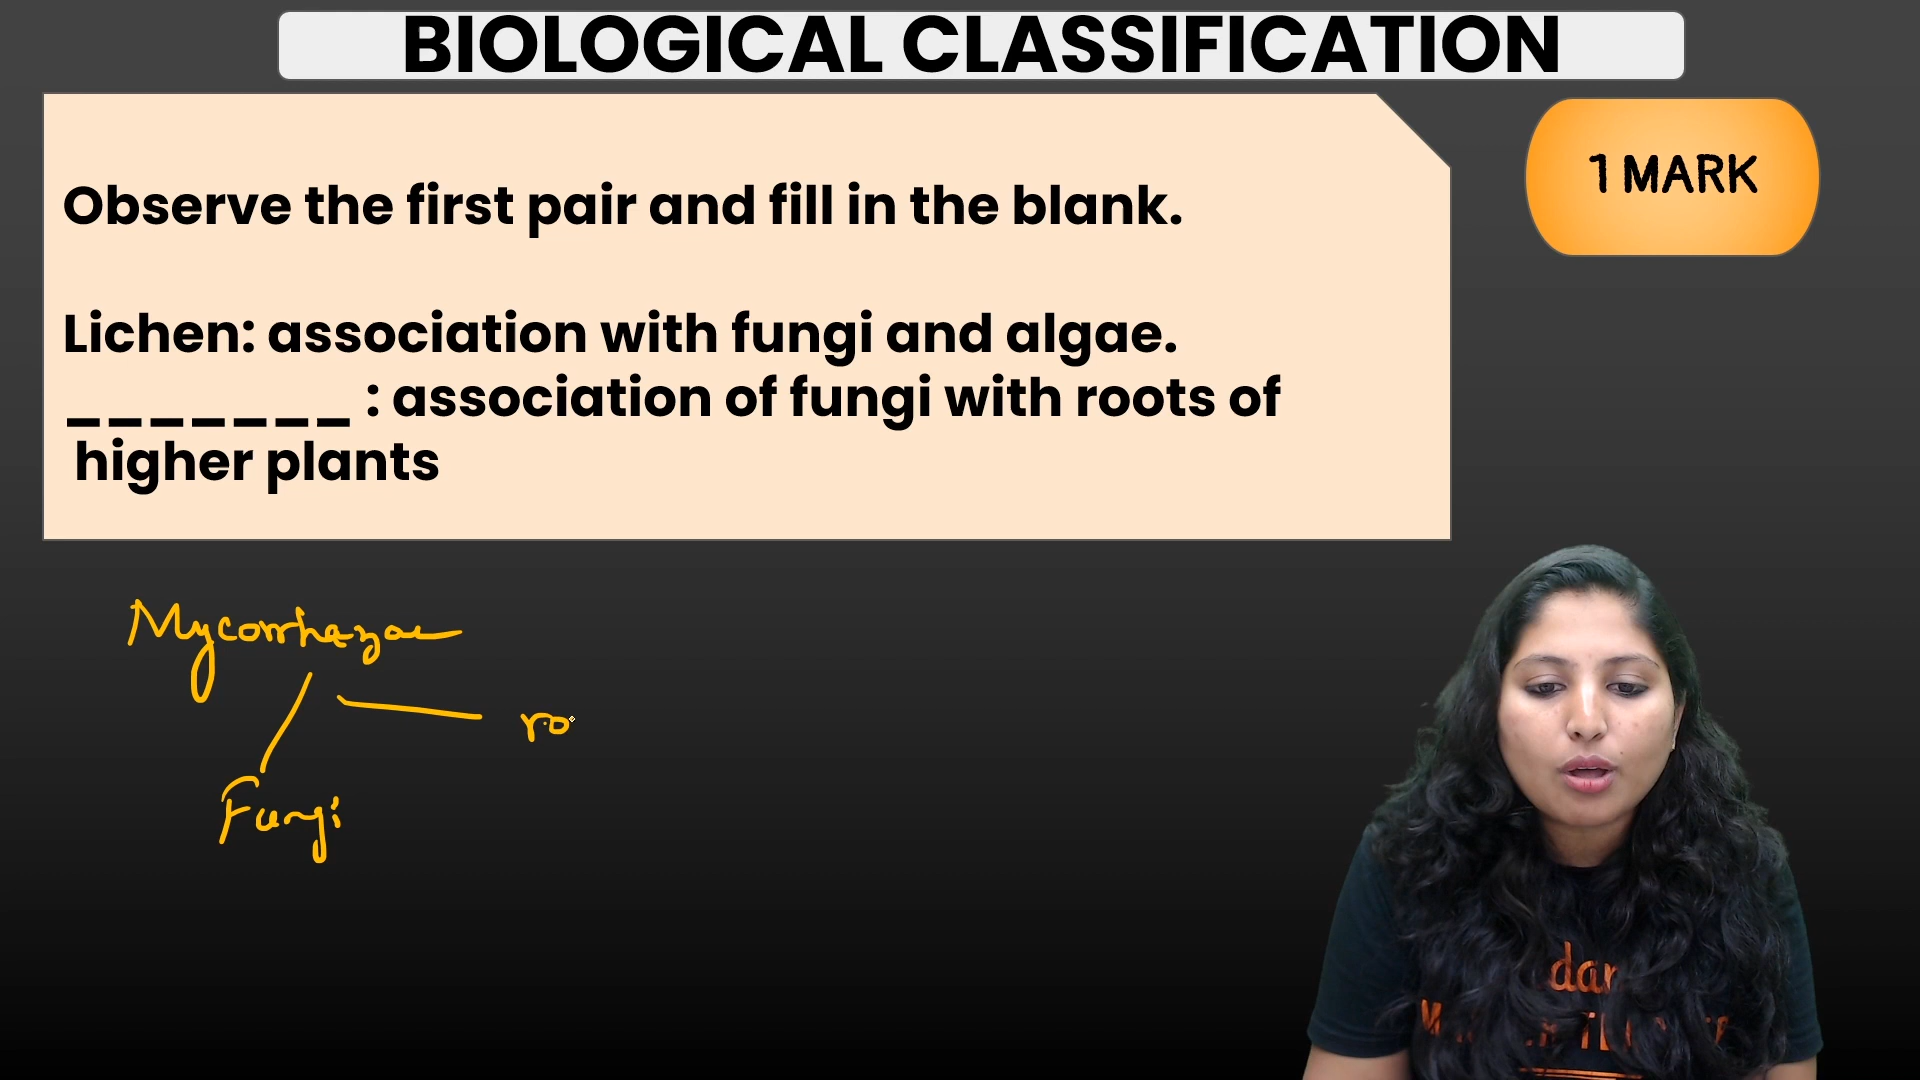 BIOLOGICAL CLASSIFICATION
1 MARK
Observe the first pair and fill in the blank.
Lichen: association with fungi and algae.
_ _ _ _ _ _ _ : association of fungi with roots of
higher plants
Mycorrhezae
ro
Fungi